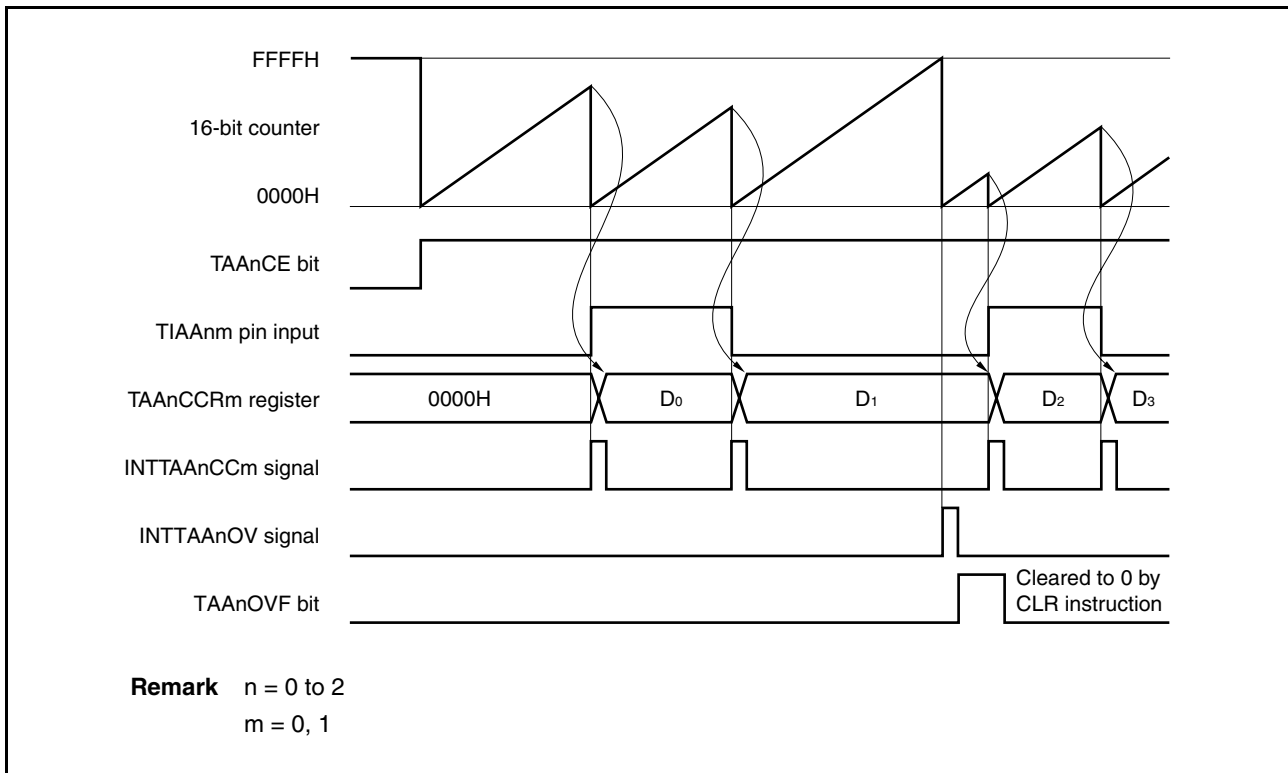 FFFFH
16-bit counter
0000H
TAAnCE bit
TIAAnm pin input
TAAnCCRm register
0000H D0 D1 D2 D3
INTTAAnCCm signal
INTTAAnOV signal
TAAnOVF bit
Cleared to 0 by
CLR instruction
Remark n = 0 to 2
m = 0, 1